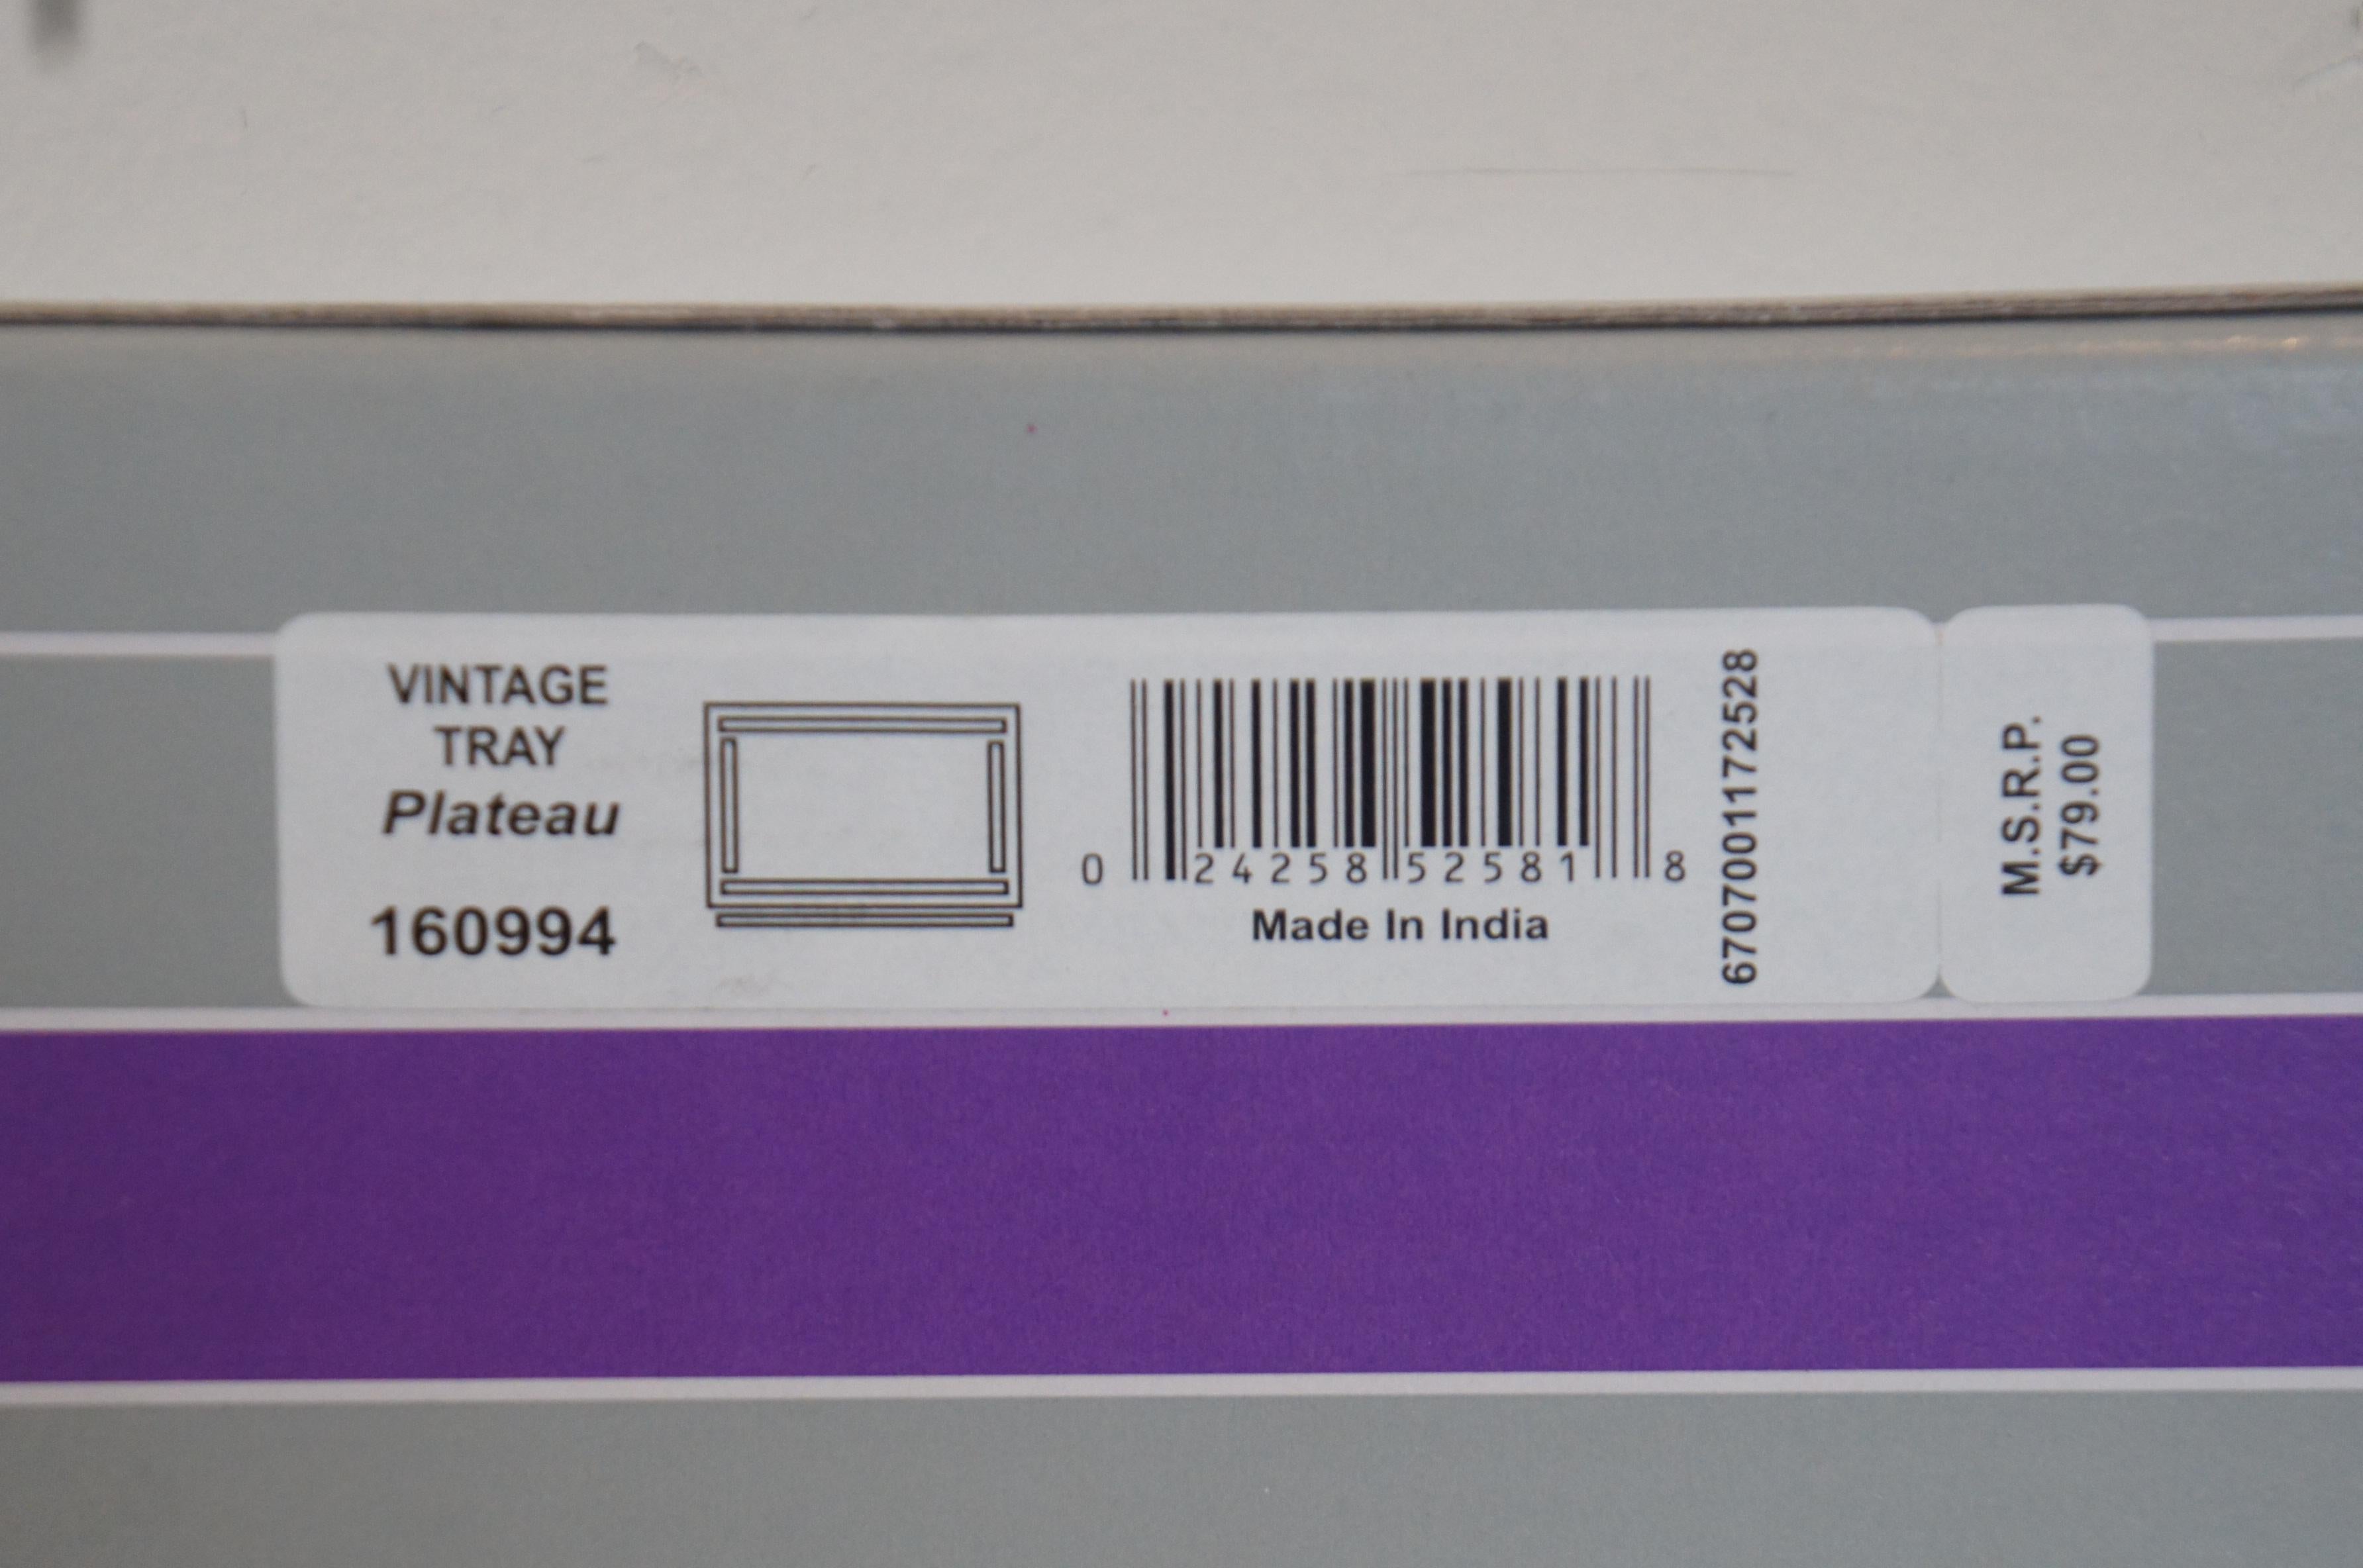 VINTAGE
TRAY
Plateau
160994
0 24258 52581 8
Made In India
6707001172528
M.S.R.P.
$79.00